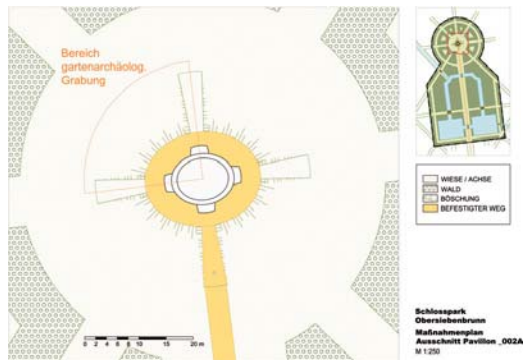 Bereich
gartenarchäolog.
Grabung
WIESE / ACHSE
WALD
BÖSCHUNG
BEFESTIGTER WEG
0 2 4 6 8 10 20 m
Schlosspark
Obersiebenbrunn
Maßnahmenplan
Ausschnitt Pavillon _002A
M 1:250